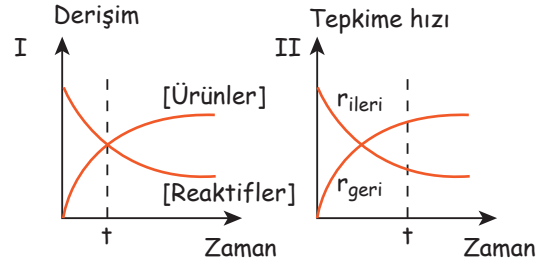 Derişim
I
[Ürünler]
[Reaktifler]
t
Zaman
Tepkime hızı
II
rileri
rgeri
t
Zaman